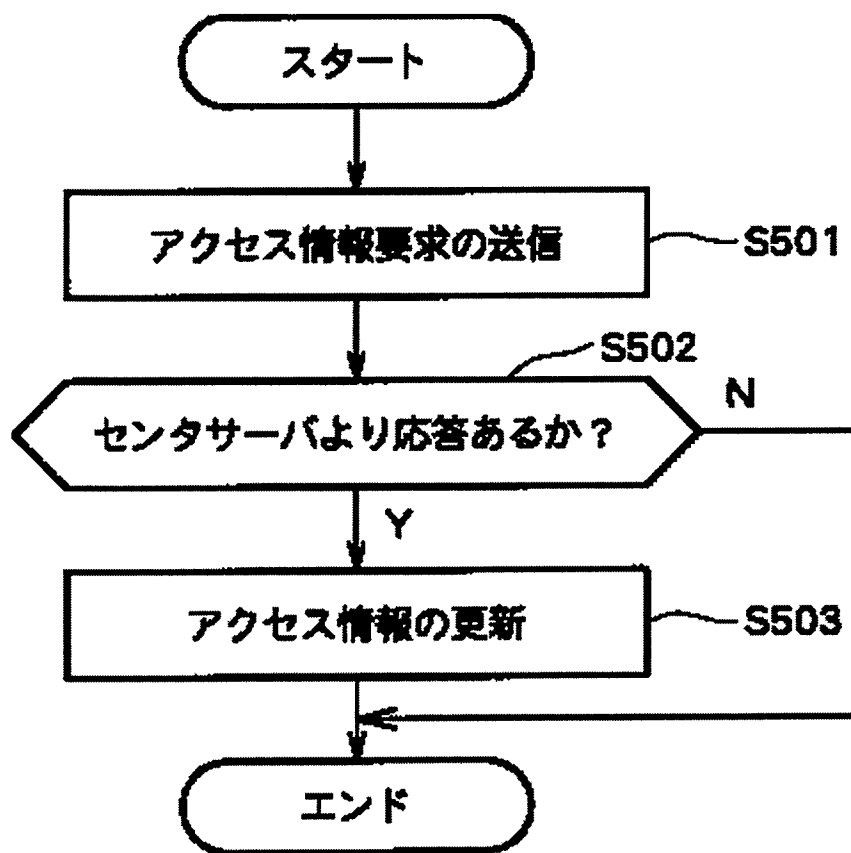 スタート
アクセス情報要求の送信
S501
S502
センタサーバより応答あるか？
N
Y
アクセス情報の更新
S503
エンド